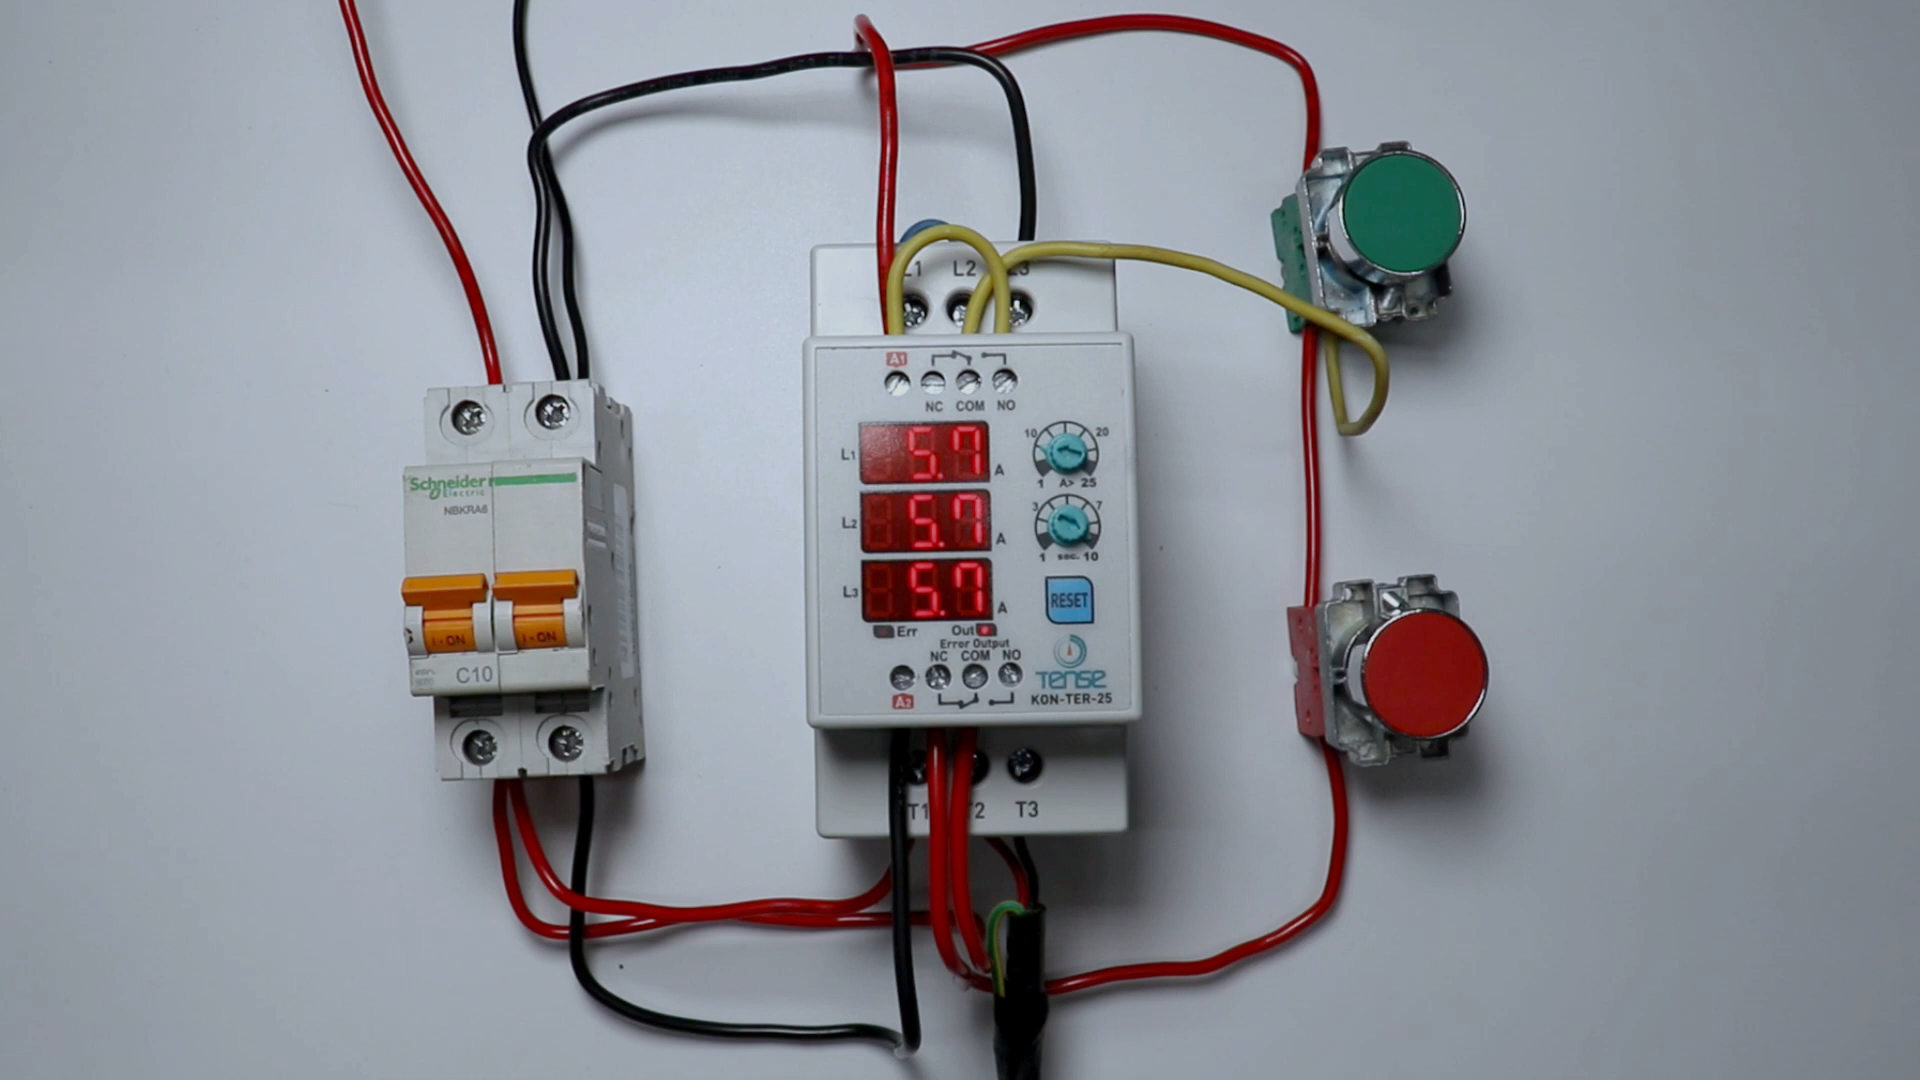 L1 L2 L3
A1
NC COM NO
Schneider
Electric
NBKRA6
L1 5.7 A
10 20
1 A> 25
L2 5.7 A
3 7
1 sec. 10
L3 5.7 A
RESET
I-ON I-ON
Err Out
Error Output
NC COM NO
C10
TENSE
A2
KON-TER-25
T1 T2 T3